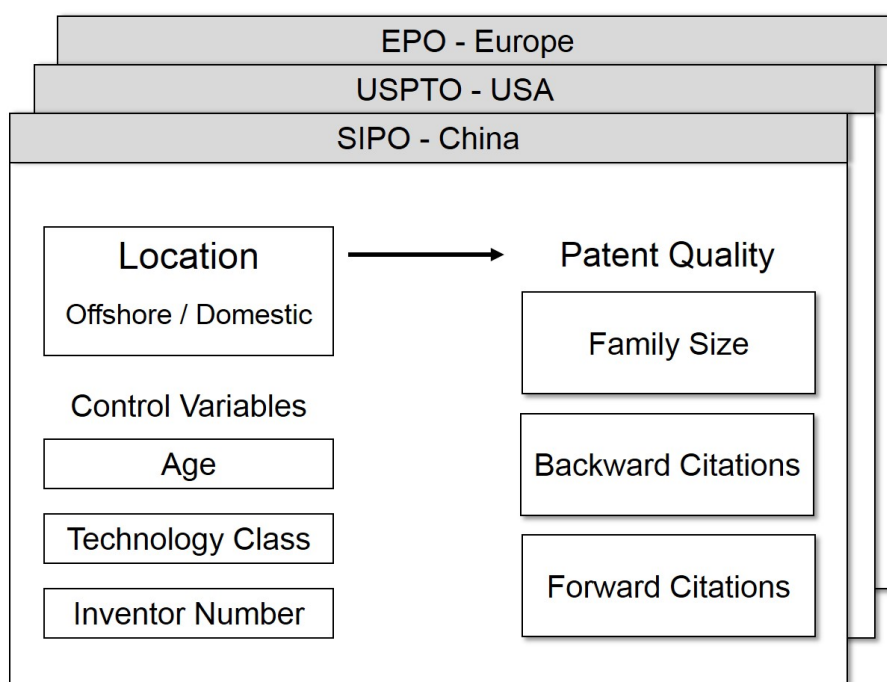 EPO - Europe
USPTO - USA
SIPO - China
Location
Offshore / Domestic
Control Variables
Age
Technology Class
Inventor Number
Patent Quality
Family Size
Backward Citations
Forward Citations